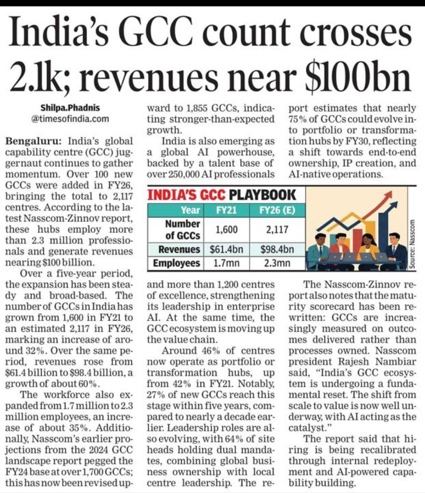 India's GCC count crosses
2.1k; revenues near $100bn
Shilpa.Phadnis
@timesofindia.com
Bengaluru: India's global
capability centre (GCC) jug-
gernaut continues to gather
momentum. Over 100 new
GCCs were added in FY26,
bringing the total to 2,117
centres. According to the la-
test Nasscom-Zinnov report,
these hubs employ more
than 2.3 million professio-
nals and generate revenues
nearing $100 billion.
Over a five-year period,
the expansion has been stea-
dy and broad-based. The
number of GCCs in India has
grown from 1,600 in FY21 to
an estimated 2,117 in FY26,
marking an increase of aro-
und 32%. Over the same pe-
riod, revenues rose from
$61.4 billion to $98.4 billion, a
growth of about 60%.
The workforce also ex-
panded from 1.7 million to 2.3
million employees, an incre-
ase of about 35%. Additio-
nally, Nasscom's earlier pro-
jections from the 2024 GCC
landscape report pegged the
FY24 base at over 1,700 GCCs;
this has now been revised up-
ward to 1,855 GCCs, indica-
ting stronger-than-expected
growth.
India is also emerging as
a global AI powerhouse,
backed by a talent base of
over 250,000 AI professionals
INDIA'S GCC PLAYBOOK
Year FY21 FY26 (E)
Number
of GCCs 1,600 2,117
Revenues $61.4bn $98.4bn
Employees 1.7mn 2.3mn
Source: Nasscom
and more than 1,200 centres
of excellence, strengthening
its leadership in enterprise
AI. At the same time, the
GCC ecosystem is moving up
the value chain.
Around 46% of centres
now operate as portfolio or
transformation hubs, up
from 42% in FY21. Notably,
27% of new GCCs reach this
stage within five years, com-
pared to nearly a decade ear-
lier. Leadership roles are al-
so evolving, with 64% of site
heads holding dual manda-
tes, combining global busi-
ness ownership with local
centre leadership. The re-
port estimates that nearly
75% of GCCs could evolve in-
to portfolio or transforma-
tion hubs by FY30, reflecting
a shift towards end-to-end
ownership, IP creation, and
AI-native operations.
The Nasscom-Zinnov re-
port also notes that the matu-
rity scorecard has been re-
written: GCCs are increa-
singly measured on outco-
mes delivered rather than
processes owned. Nasscom
president Rajesh Nambiar
said, "India's GCC ecosys-
tem is undergoing a funda-
mental reset. The shift from
scale to value is now well un-
derway, with AI acting as the
catalyst."
The report said that hi-
ring is being recalibrated
through internal redeploy-
ment and AI-powered capa-
bility building.